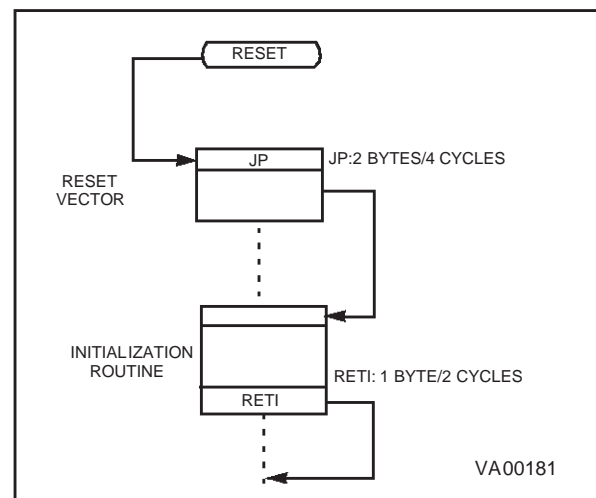 RESET
JP
JP:2 BYTES/4 CYCLES
RESET
VECTOR
INITIALIZATION
ROUTINE
RETI: 1 BYTE/2 CYCLES
RETI
VA00181